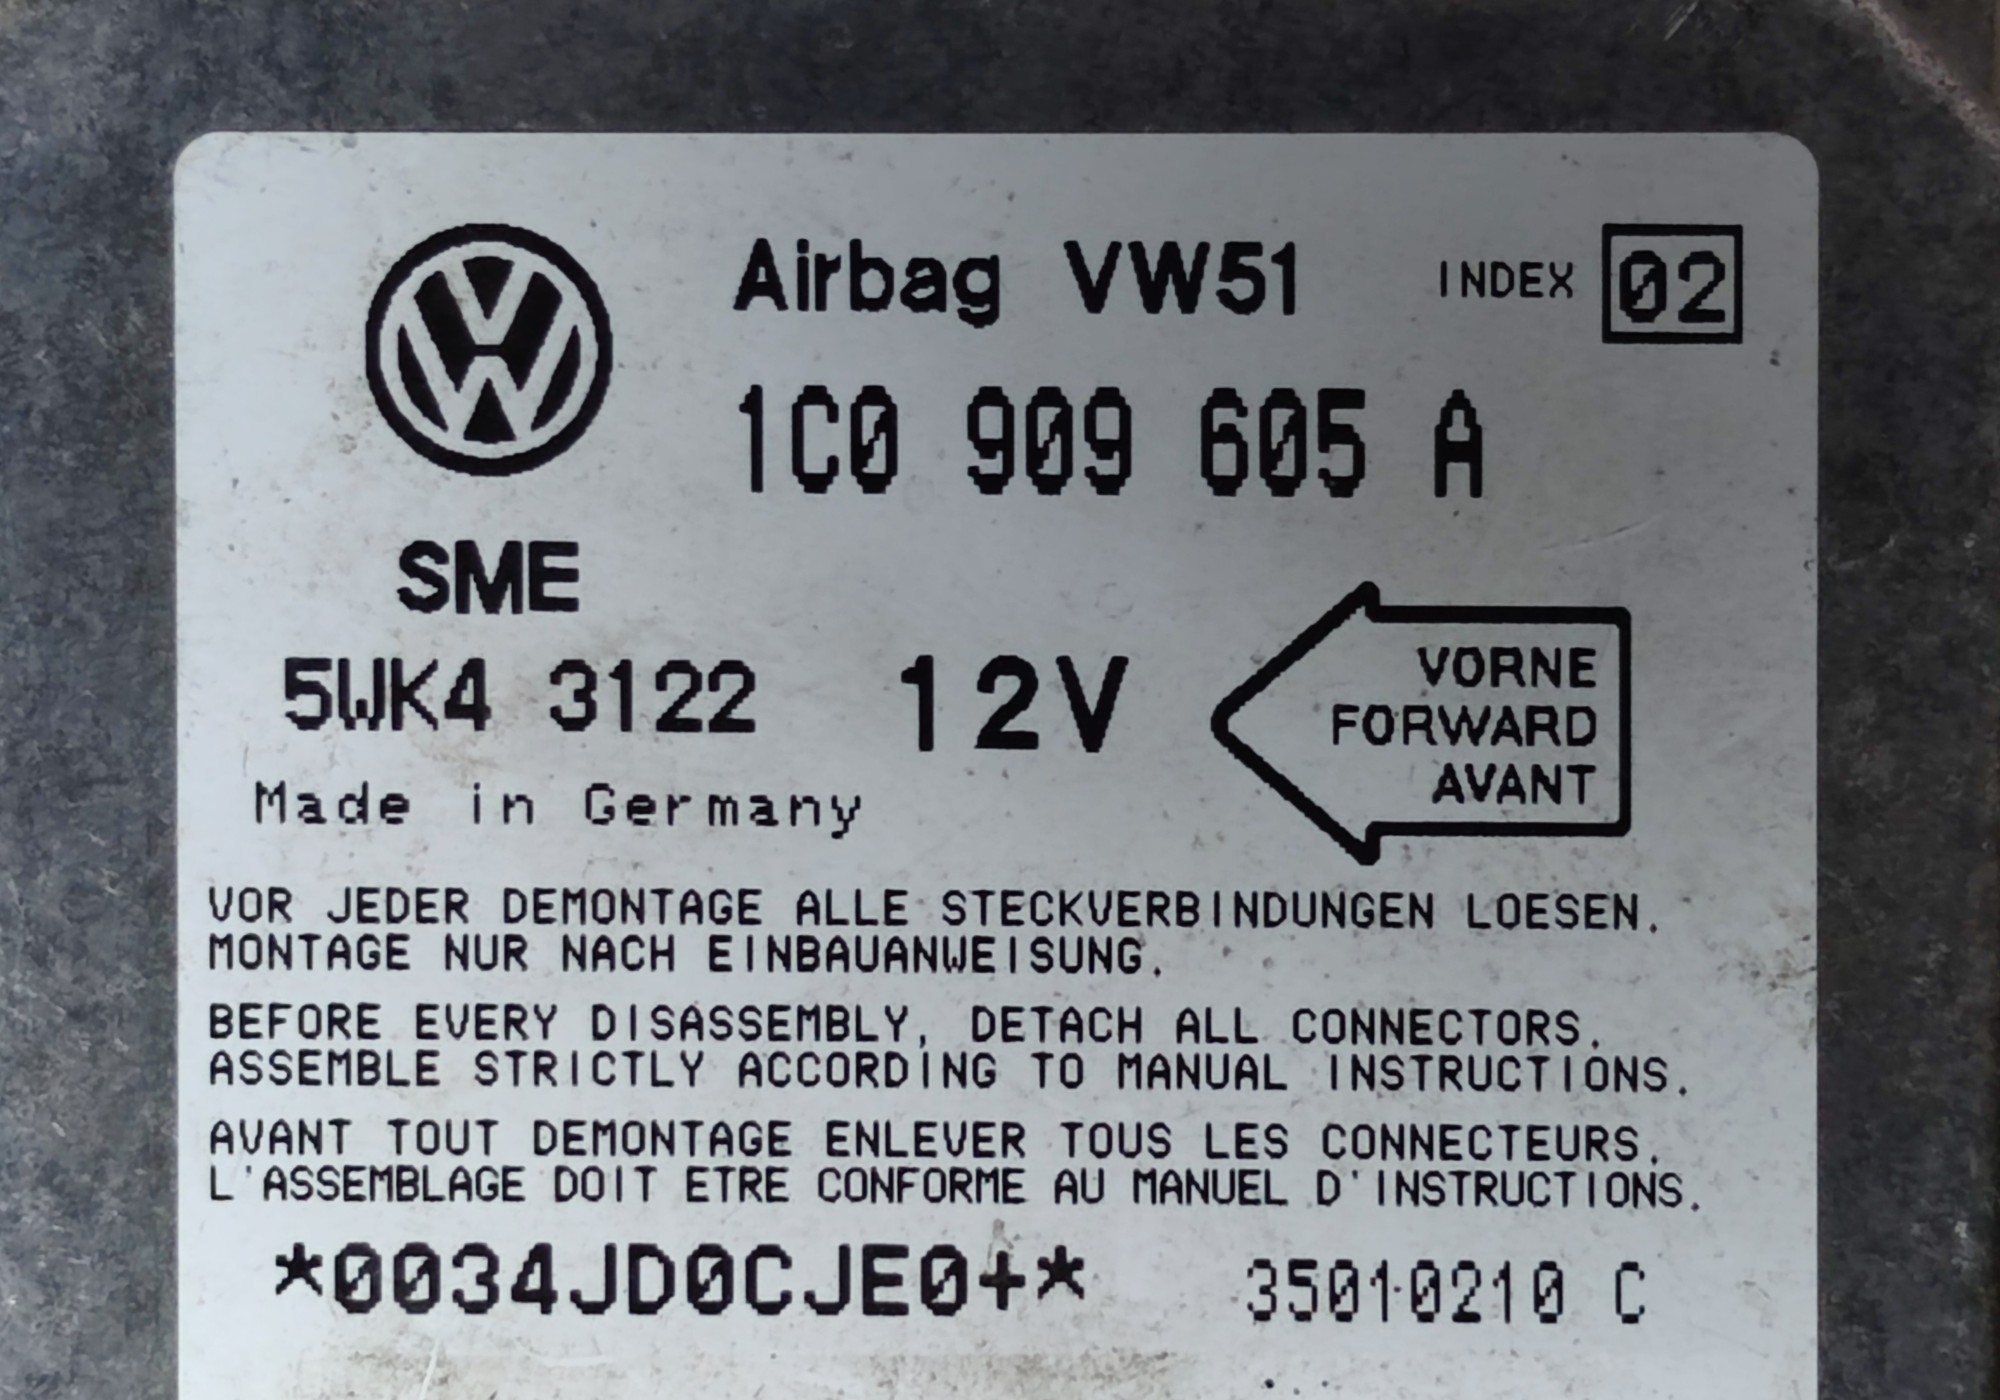 Airbag VW51 INDEX 02
1C0 909 605 A
SME
5WK4 3122 12V
VORNE
FORWARD
AVANT
Made in Germany
VOR JEDER DEMONTAGE ALLE STECKVERBINDUNGEN LOESEN.
MONTAGE NUR NACH EINBAUANWEISUNG.
BEFORE EVERY DISASSEMBLY, DETACH ALL CONNECTORS.
ASSEMBLE STRICTLY ACCORDING TO MANUAL INSTRUCTIONS.
AVANT TOUT DEMONTAGE ENLEVER TOUS LES CONNECTEURS.
L'ASSEMBLAGE DOIT ETRE CONFORME AU MANUEL D'INSTRUCTIONS.
*0034JD0CJE0+* 35010210 C